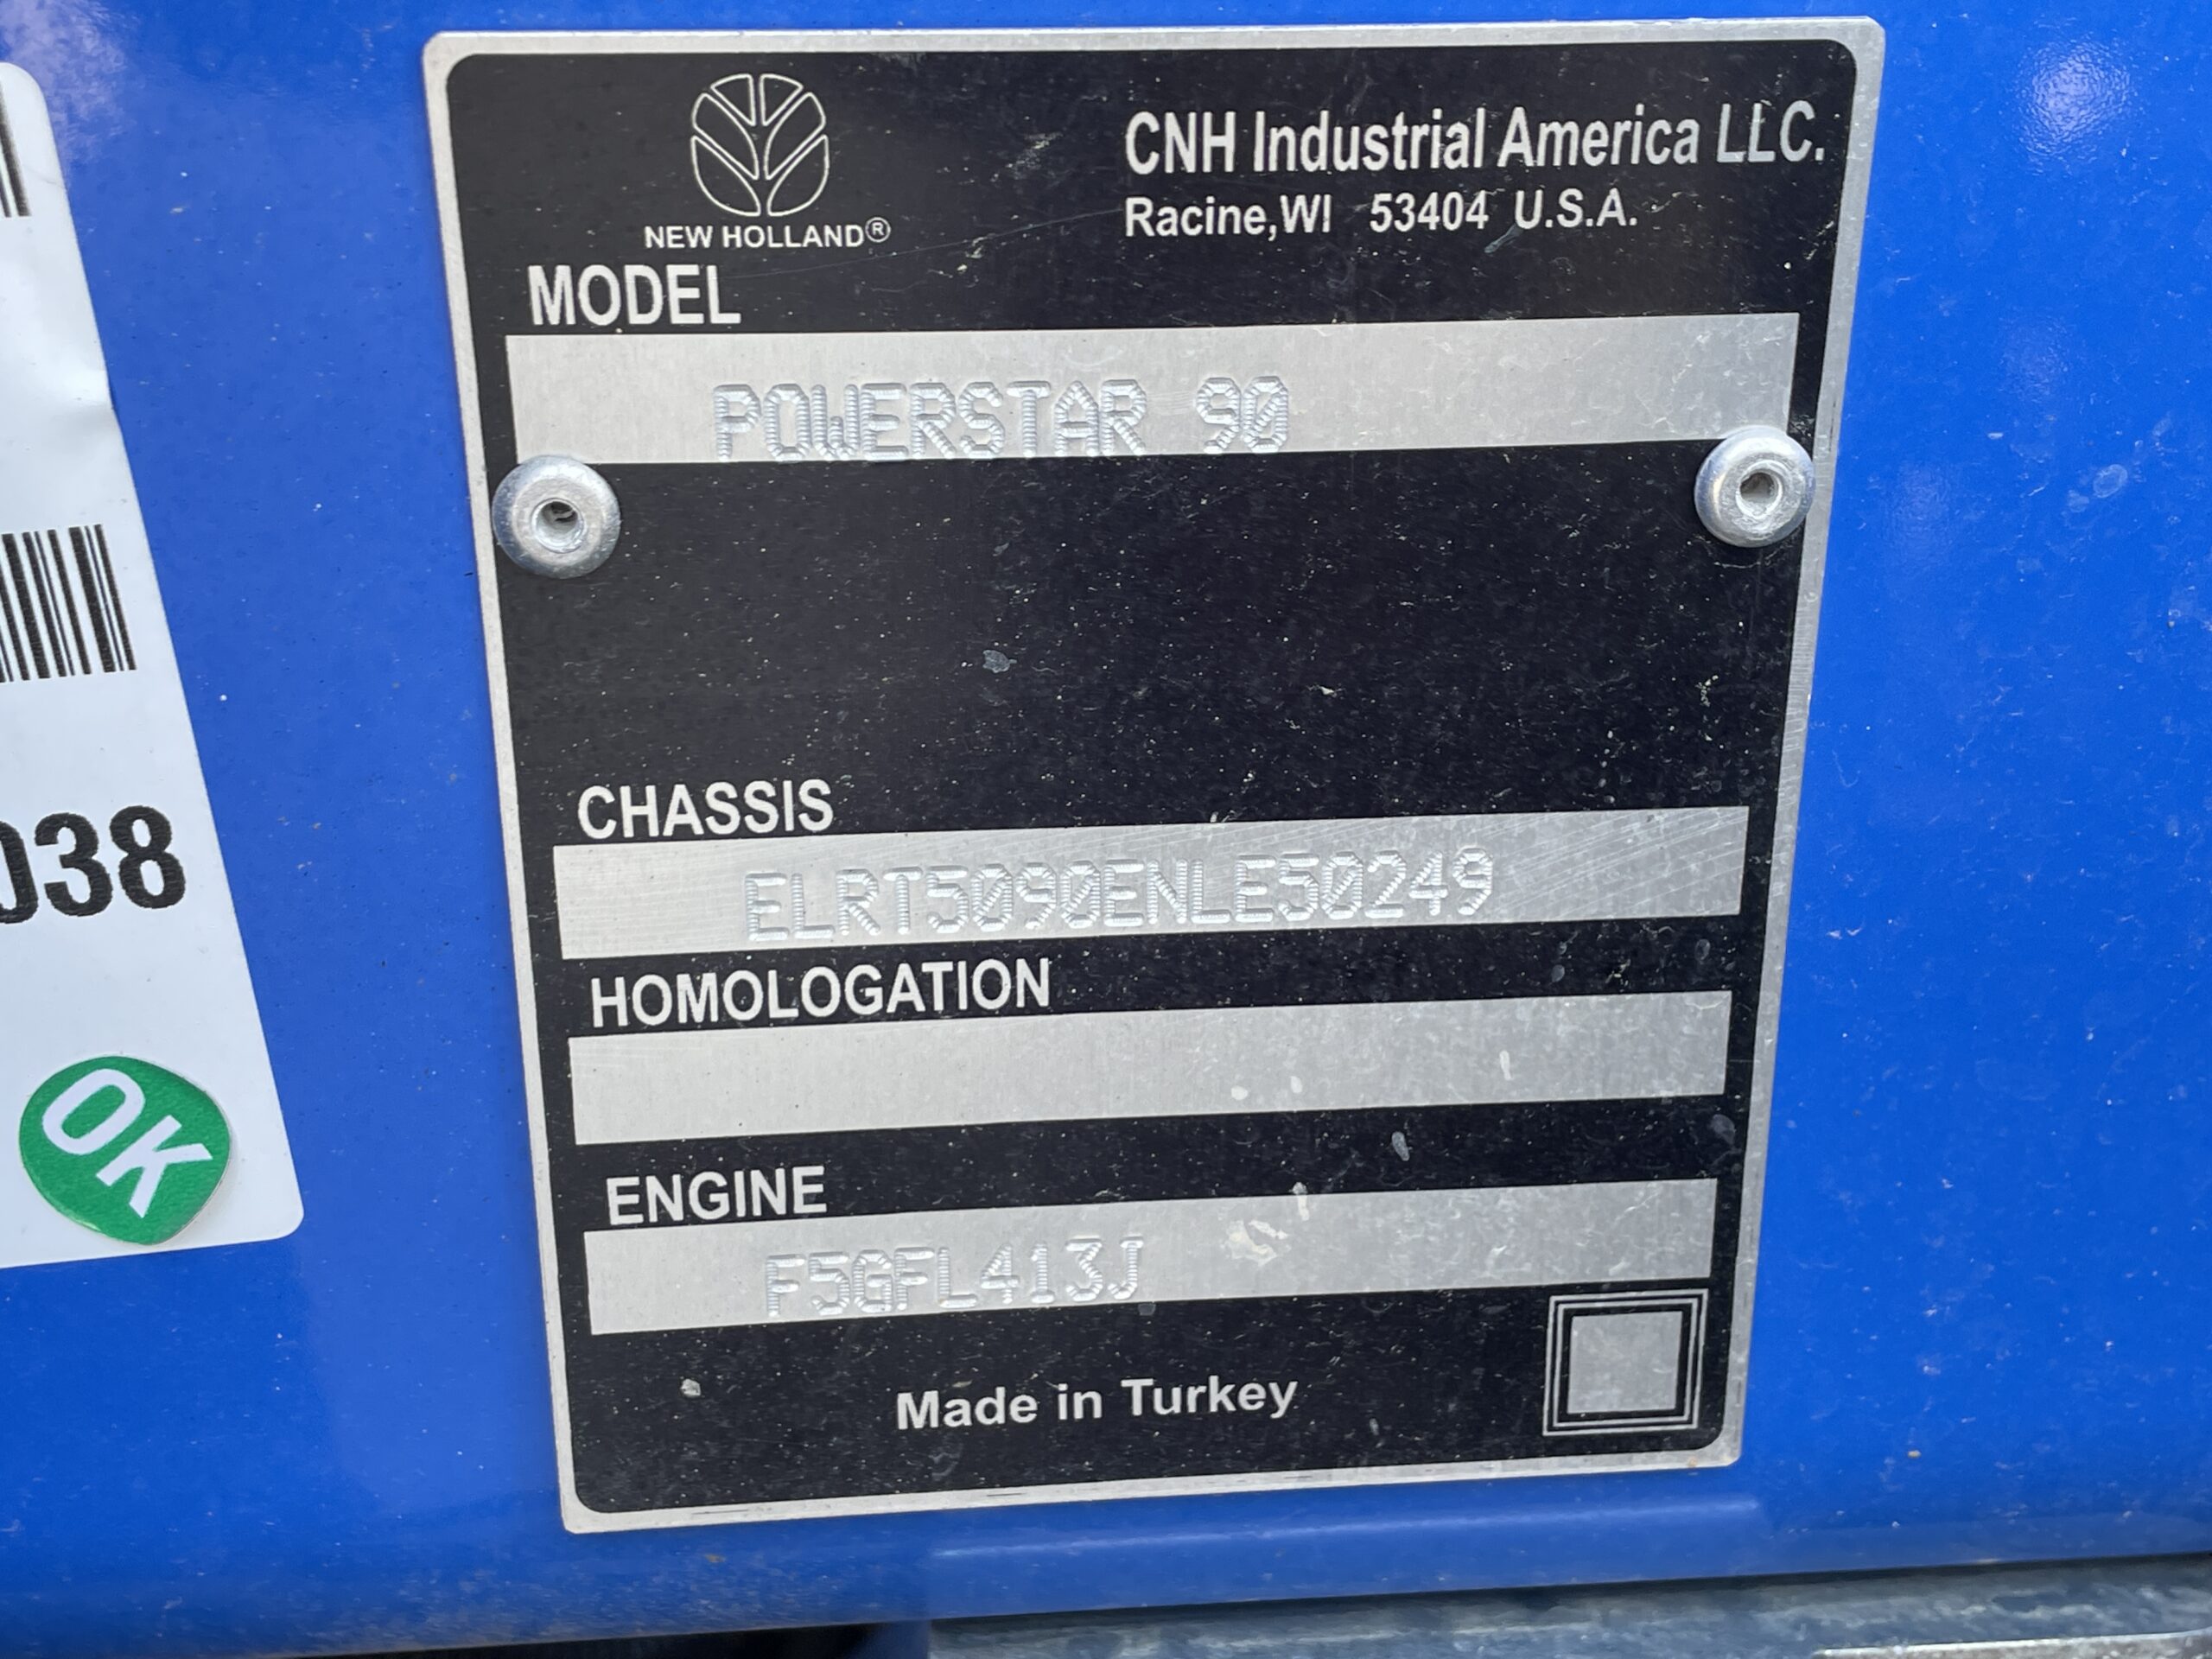 NEW HOLLAND®
CNH Industrial America LLC.
Racine,WI 53404 U.S.A.
MODEL
POWERSTAR 90
CHASSIS
ELRT5090ENLE50249
HOMOLOGATION
ENGINE
F5GFL413J
Made in Turkey
038
OK